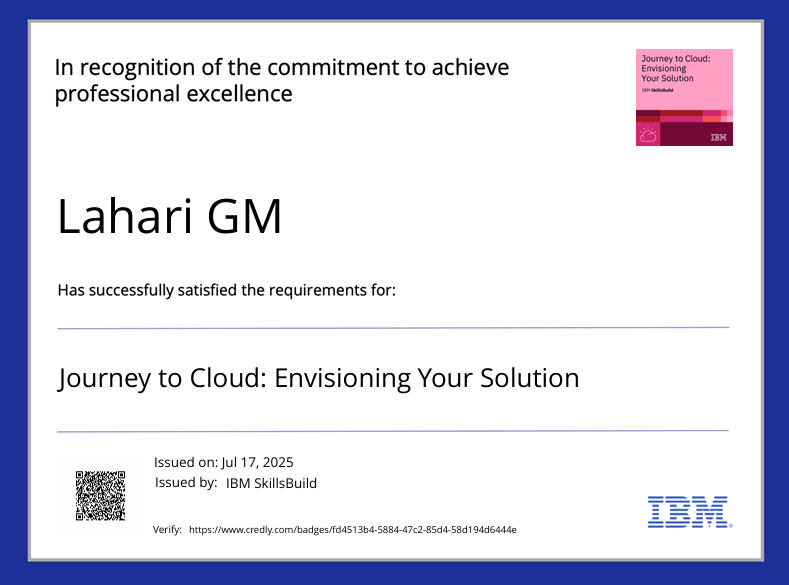 In recognition of the commitment to achieve
professional excellence
Journey to Cloud:
Envisioning
Your Solution
IBM SkillsBuild
IBM
Lahari GM
Has successfully satisfied the requirements for:
Journey to Cloud: Envisioning Your Solution
Issued on: Jul 17, 2025
Issued by: IBM SkillsBuild
Verify: https://www.credly.com/badges/fd4513b4-5884-47c2-85d4-58d194d6444e
IBM®